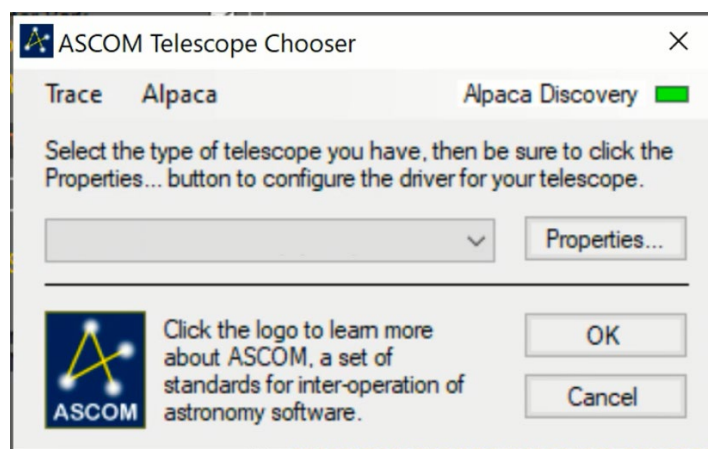 ASCOM Telescope Chooser
Trace Alpaca Alpaca Discovery
Select the type of telescope you have, then be sure to click the
Properties... button to configure the driver for your telescope.
Properties...
Click the logo to learn more
about ASCOM, a set of
standards for inter-operation of
astronomy software.
ASCOM
OK
Cancel